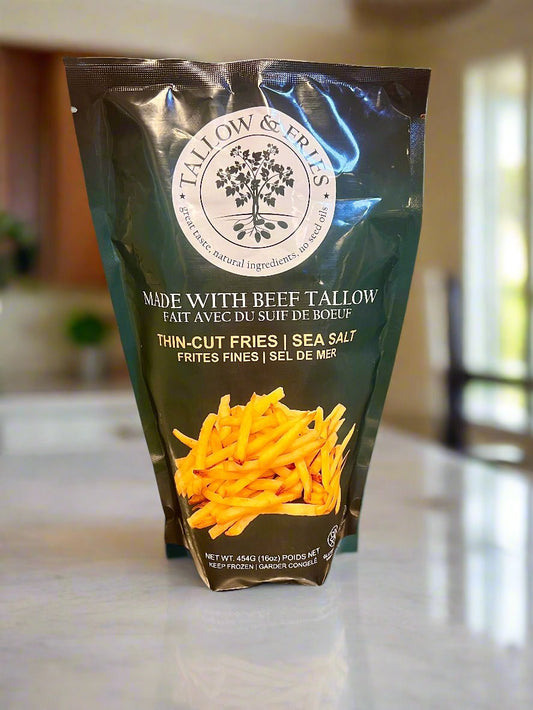 TALLOW & FRIES
great taste, natural ingredients, no seed oils
MADE WITH BEEF TALLOW
FAIT AVEC DU SUIF DE BOEUF
THIN-CUT FRIES | SEA SALT
FRITES FINES | SEL DE MER
NET WT. 454G (16oz) POIDS NET
KEEP FROZEN | GARDER CONGELÉ